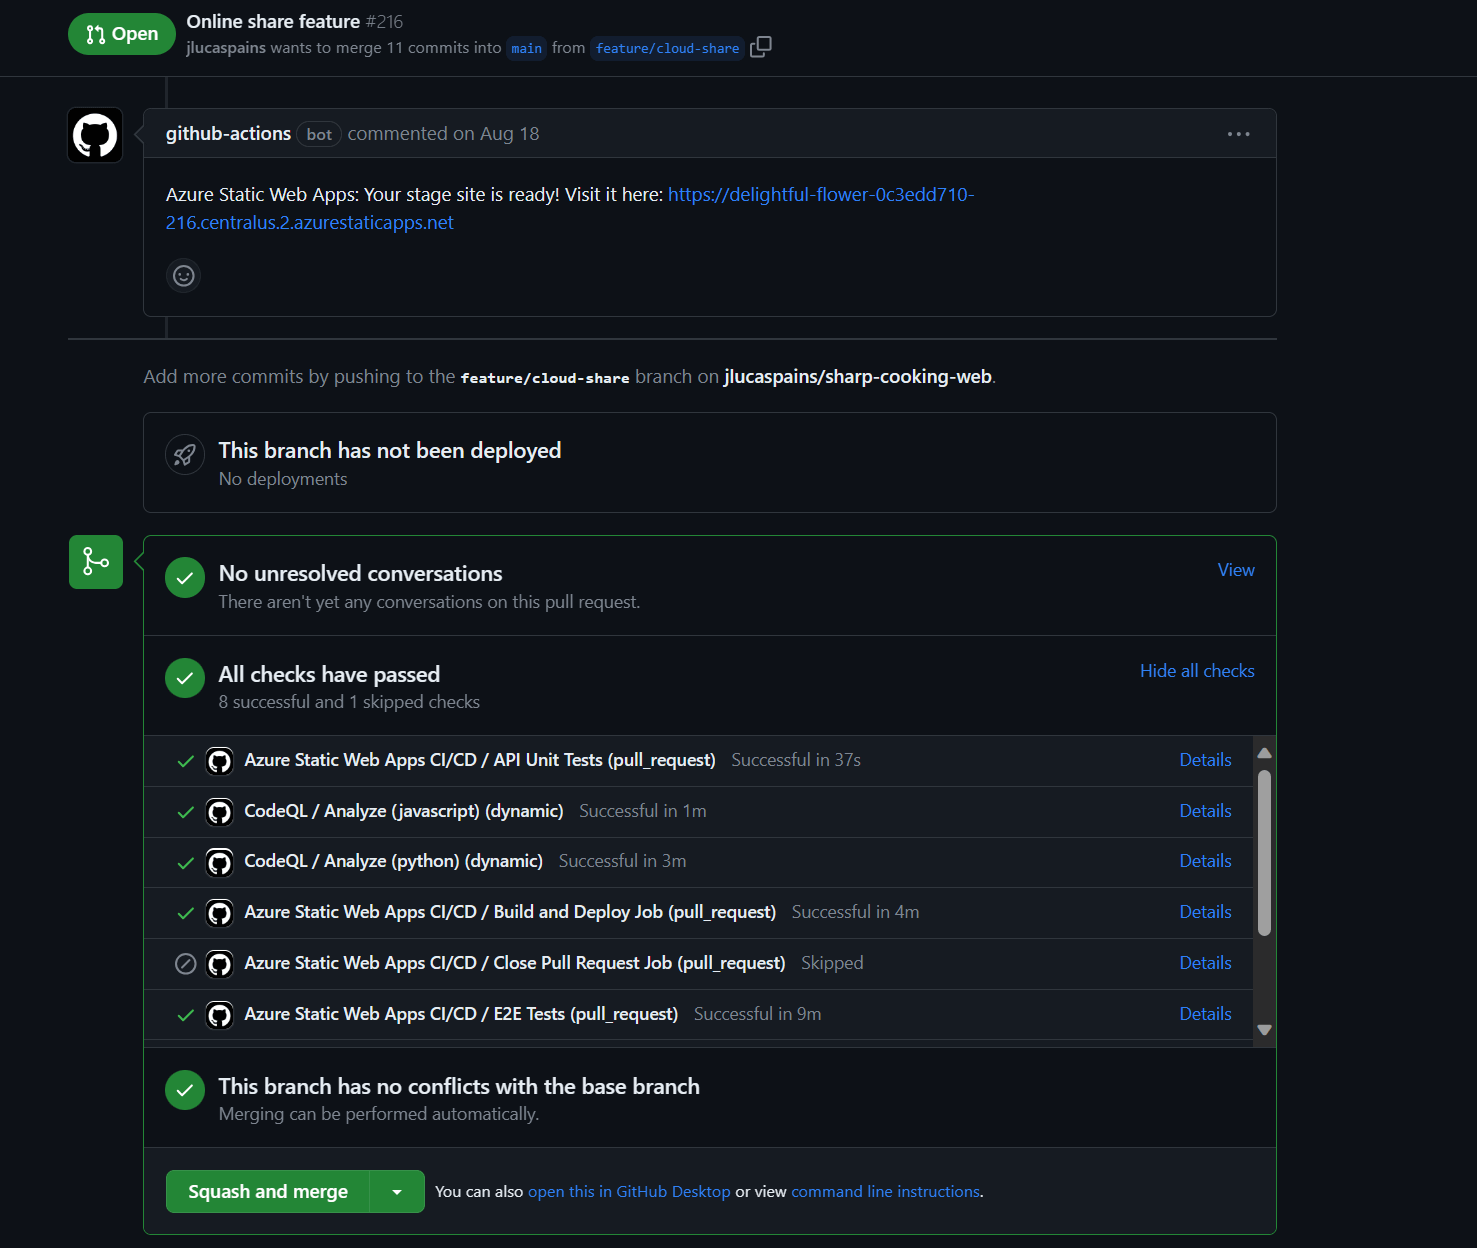 Open
Online share feature #216
jlucaspains wants to merge 11 commits into main from feature/cloud-share
github-actions bot commented on Aug 18
Azure Static Web Apps: Your stage site is ready! Visit it here: https://delightful-flower-0c3edd710-
216.centralus.2.azurestaticapps.net
Add more commits by pushing to the feature/cloud-share branch on jlucaspains/sharp-cooking-web.
This branch has not been deployed
No deployments
No unresolved conversations
View
There aren't yet any conversations on this pull request.
All checks have passed
Hide all checks
8 successful and 1 skipped checks
Azure Static Web Apps CI/CD / API Unit Tests (pull_request) Successful in 37s Details
CodeQL / Analyze (javascript) (dynamic) Successful in 1m Details
CodeQL / Analyze (python) (dynamic) Successful in 3m Details
Azure Static Web Apps CI/CD / Build and Deploy Job (pull_request) Successful in 4m Details
Azure Static Web Apps CI/CD / Close Pull Request Job (pull_request) Skipped Details
Azure Static Web Apps CI/CD / E2E Tests (pull_request) Successful in 9m Details
This branch has no conflicts with the base branch
Merging can be performed automatically.
Squash and merge You can also open this in GitHub Desktop or view command line instructions.